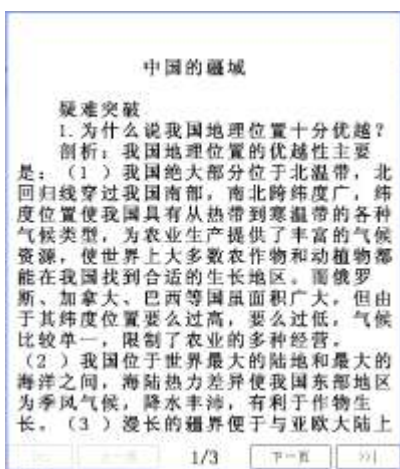 中国的疆域
疑难突破
1.为什么说我国地理位置十分优越?
剖析:我国地理位置的优越性主要
是:(1)我国绝大部分位于北温带,北
回归线穿过我国南部,南北跨纬度广,纬
度位置使我国具有从热带到寒温带的各种
气候类型,为农业生产提供了丰富的气候
资源,使世界上大多数农作物和动植物都
能在我国找到合适的生长地区。而俄罗
斯、加拿大、巴西等国虽面积广大,但由
于其纬度位置要么过高,要么过低,气候
比较单一,限制了农业的多种经营。
(2)我国位于世界最大的陆地和最大的
海洋之间,海陆热力差异使我国东部地区
为季风气候,降水丰沛,有利于作物生
长。(3)漫长的疆界便于与亚欧大陆上
1/3 下一页 >>|